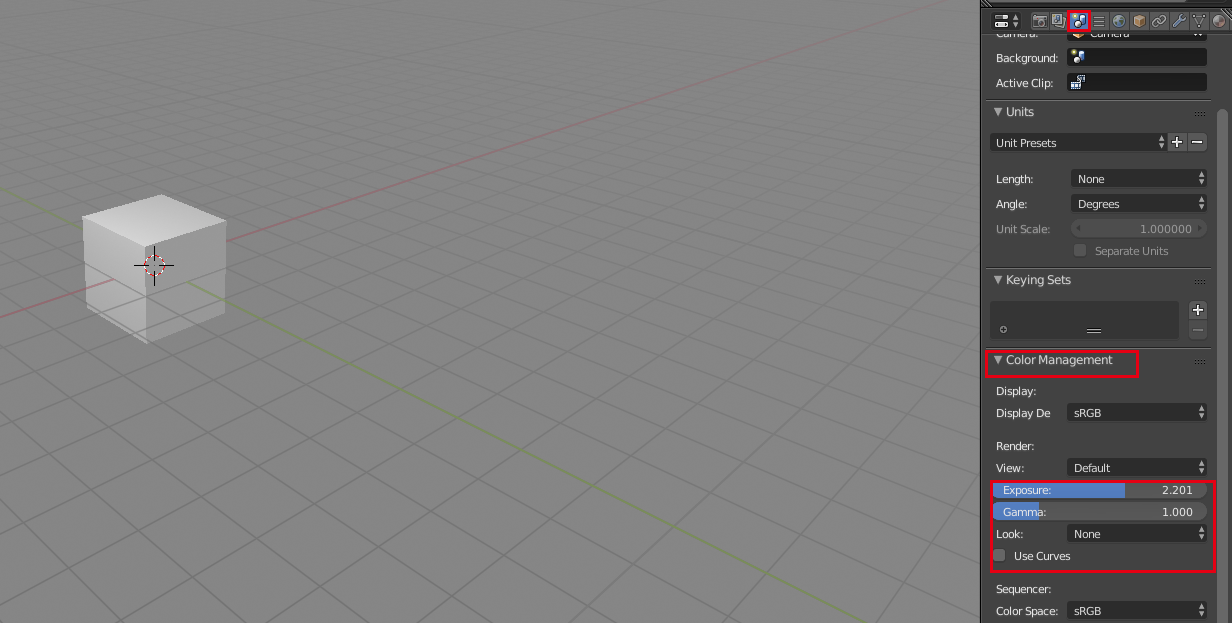 Camera: Camera
Background:
Active Clip:
Units
Unit Presets
Length: None
Angle: Degrees
Unit Scale: 1.000000
Separate Units
Keying Sets
Color Management
Display:
Display De sRGB
Render:
View: Default
Exposure: 2.201
Gamma: 1.000
Look: None
Use Curves
Sequencer:
Color Space: sRGB